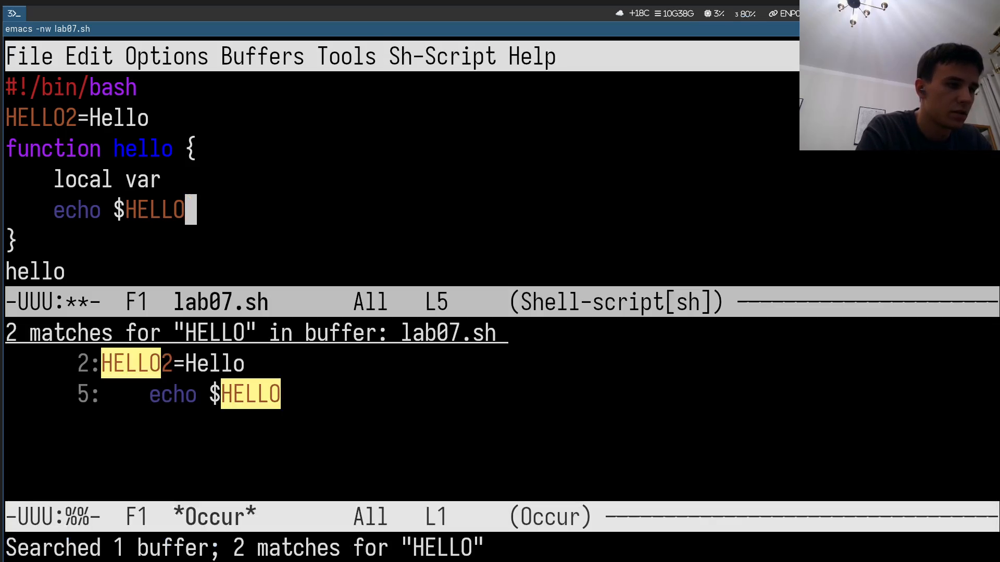 3>_
+18C 10G38G 3% 3 80% ENP0
emacs -nw lab07.sh
File Edit Options Buffers Tools Sh-Script Help
#!/bin/bash
HELLO2=Hello
function hello {
    local var
    echo $HELLO
}
hello
-UUU:**-  F1  lab07.sh       All   L5     (Shell-script[sh])
2 matches for "HELLO" in buffer: lab07.sh
      2:HELLO2=Hello
      5:    echo $HELLO
-UUU:%%-  F1  *Occur*        All   L1     (Occur)
Searched 1 buffer; 2 matches for "HELLO"